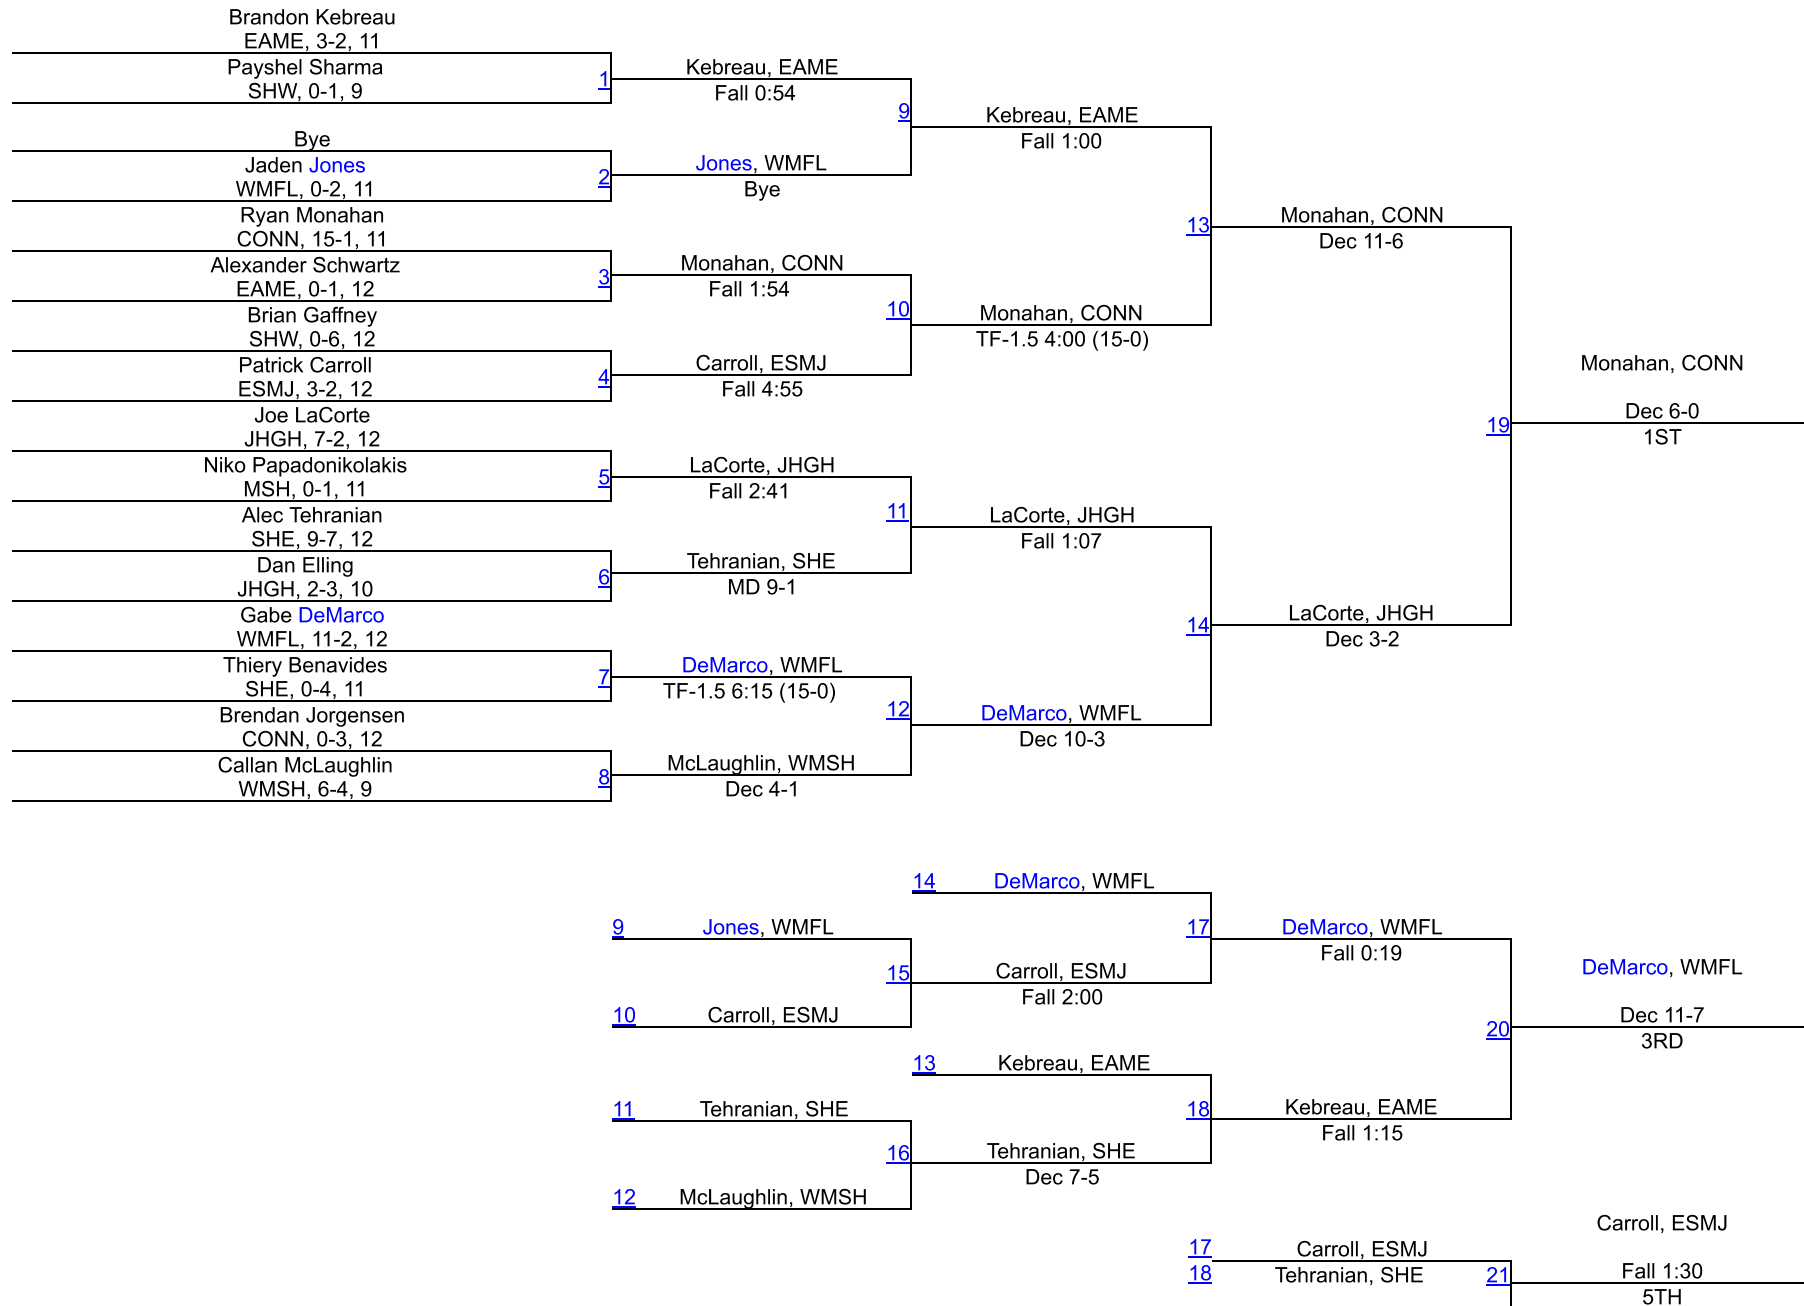 Brandon Kebreau
EAME, 3-2, 11
Payshel Sharma
SHW, 0-1, 9
1
Kebreau, EAME
Fall 0:54
Bye
Jaden Jones
WMFL, 0-2, 11
2
Jones, WMFL
Bye
9
Kebreau, EAME
Fall 1:00
Ryan Monahan
CONN, 15-1, 11
Alexander Schwartz
EAME, 0-1, 12
3
Monahan, CONN
Fall 1:54
Brian Gaffney
SHW, 0-6, 12
Patrick Carroll
ESMJ, 3-2, 12
4
Carroll, ESMJ
Fall 4:55
10
Monahan, CONN
TF-1.5 4:00 (15-0)
13
Monahan, CONN
Dec 11-6
Joe LaCorte
JHGH, 7-2, 12
Niko Papadonikolakis
MSH, 0-1, 11
5
LaCorte, JHGH
Fall 2:41
Alec Tehranian
SHE, 9-7, 12
Dan Elling
JHGH, 2-3, 10
6
Tehranian, SHE
MD 9-1
11
LaCorte, JHGH
Fall 1:07
Gabe DeMarco
WMFL, 11-2, 12
Thiery Benavides
SHE, 0-4, 11
7
DeMarco, WMFL
TF-1.5 6:15 (15-0)
Brendan Jorgensen
CONN, 0-3, 12
Callan McLaughlin
WMSH, 6-4, 9
8
McLaughlin, WMSH
Dec 4-1
12
DeMarco, WMFL
Dec 10-3
14
LaCorte, JHGH
Dec 3-2
19
Monahan, CONN
Dec 6-0
1ST
14
DeMarco, WMFL
9
Jones, WMFL
10
Carroll, ESMJ
15
Carroll, ESMJ
Fall 2:00
17
DeMarco, WMFL
Fall 0:19
13
Kebreau, EAME
11
Tehranian, SHE
12
McLaughlin, WMSH
16
Tehranian, SHE
Dec 7-5
18
Kebreau, EAME
Fall 1:15
20
DeMarco, WMFL
Dec 11-7
3RD
17
Carroll, ESMJ
18
Tehranian, SHE
21
Carroll, ESMJ
Fall 1:30
5TH